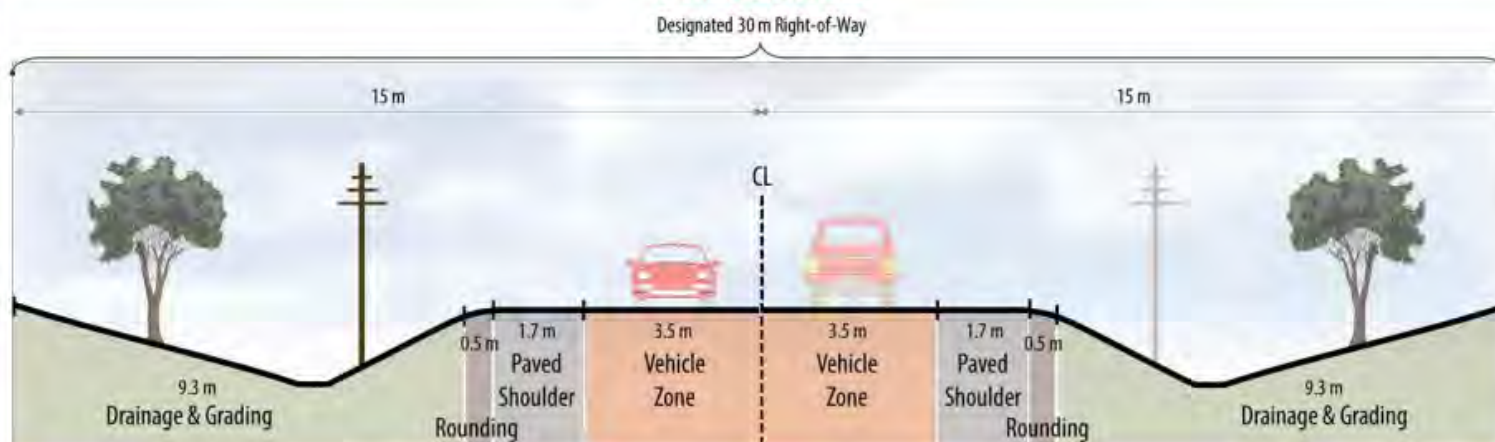 Designated 30 m Right-of-Way
15 m
15 m
CL
9.3 m
Drainage & Grading
0.5 m
Rounding
1.7 m
Paved
Shoulder
3.5 m
Vehicle
Zone
3.5 m
Vehicle
Zone
1.7 m
Paved
Shoulder
0.5 m
Rounding
9.3 m
Drainage & Grading